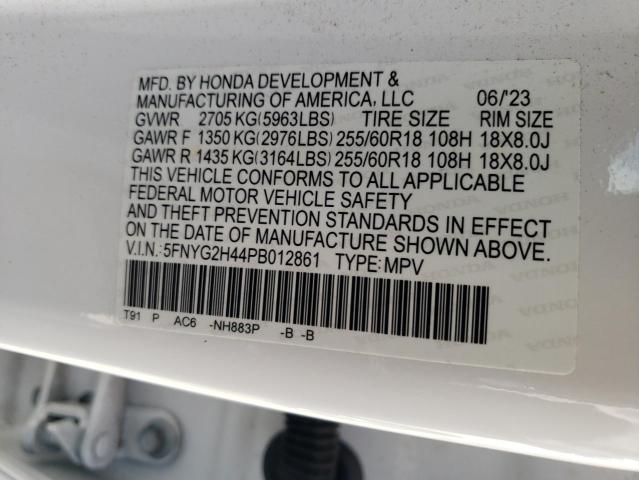 MFD. BY HONDA DEVELOPMENT &
MANUFACTURING OF AMERICA, LLC 06/'23
GVWR 2705 KG(5963LBS) TIRE SIZE RIM SIZE
GAWR F 1350 KG(2976LBS) 255/60R18 108H 18X8.0J
GAWR R 1435 KG(3164LBS) 255/60R18 108H 18X8.0J
THIS VEHICLE CONFORMS TO ALL APPLICABLE
FEDERAL MOTOR VEHICLE SAFETY
AND THEFT PREVENTION STANDARDS IN EFFECT
ON THE DATE OF MANUFACTURE SHOWN ABOVE.
V.I.N.: 5FNYG2H44PB012861 TYPE: MPV
T91 P AC6 -NH883P -B -B